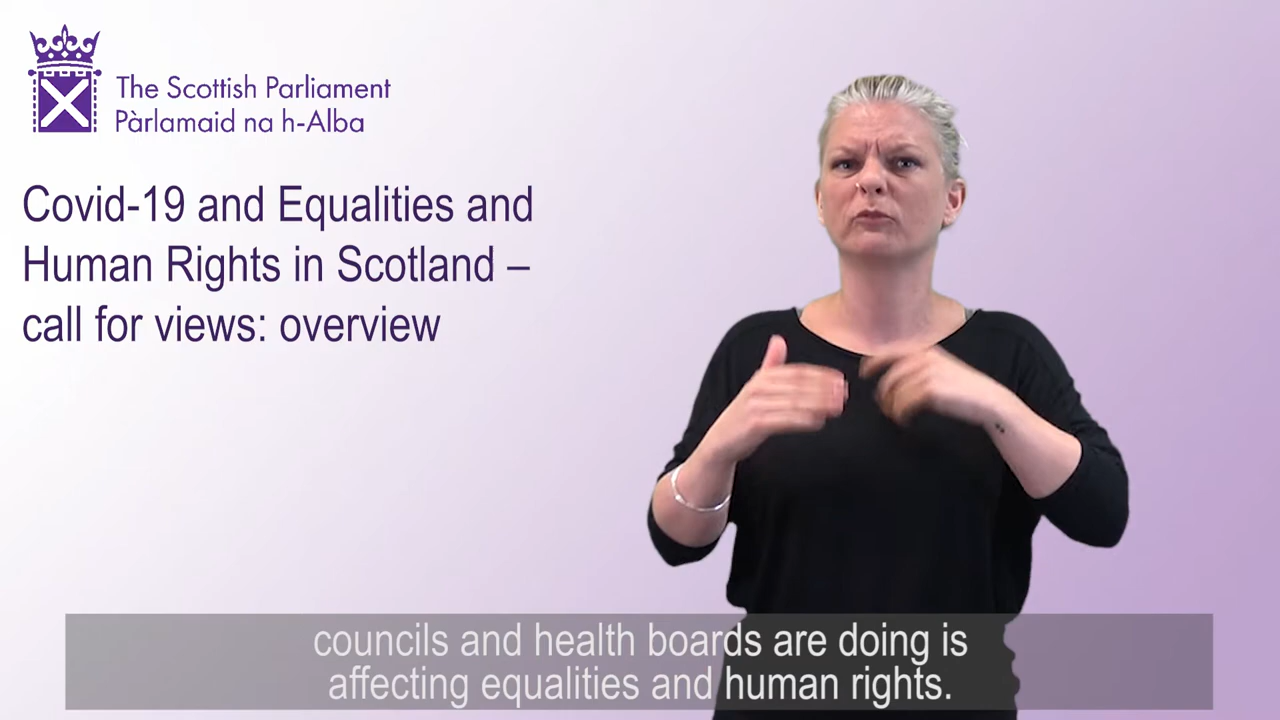 The Scottish Parliament
Pàrlamaid na h-Alba
Covid-19 and Equalities and
Human Rights in Scotland –
call for views: overview
councils and health boards are doing is
affecting equalities and human rights.